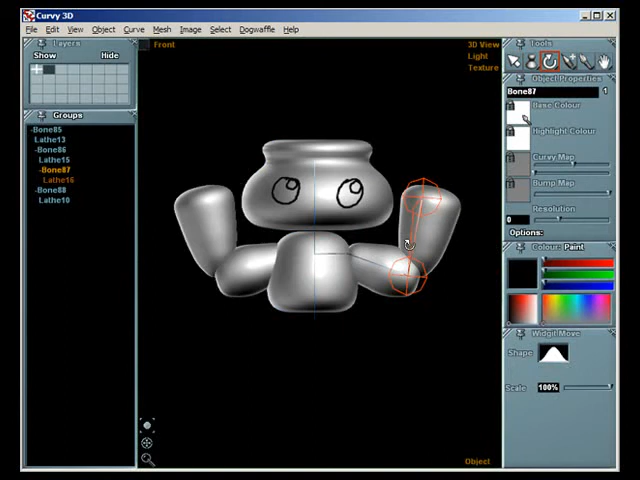 Curvy 3D
File Edit View Object Curve Mesh Image Select Dogwaffle Help
Layers
Show Hide
Groups
-Bone85
Lathe13
-Bone86
Lathe15
-Bone87
Lathe16
-Bone88
Lathe10
Front
3D View
Light
Texture
Object
Tools
Object Properties
Bone87 1
Base Colour
Highlight Colour
Curvy Map
Bump Map
Resolution
0
Options:
Colour: Paint
Widgit Move
Shape
Scale 100%